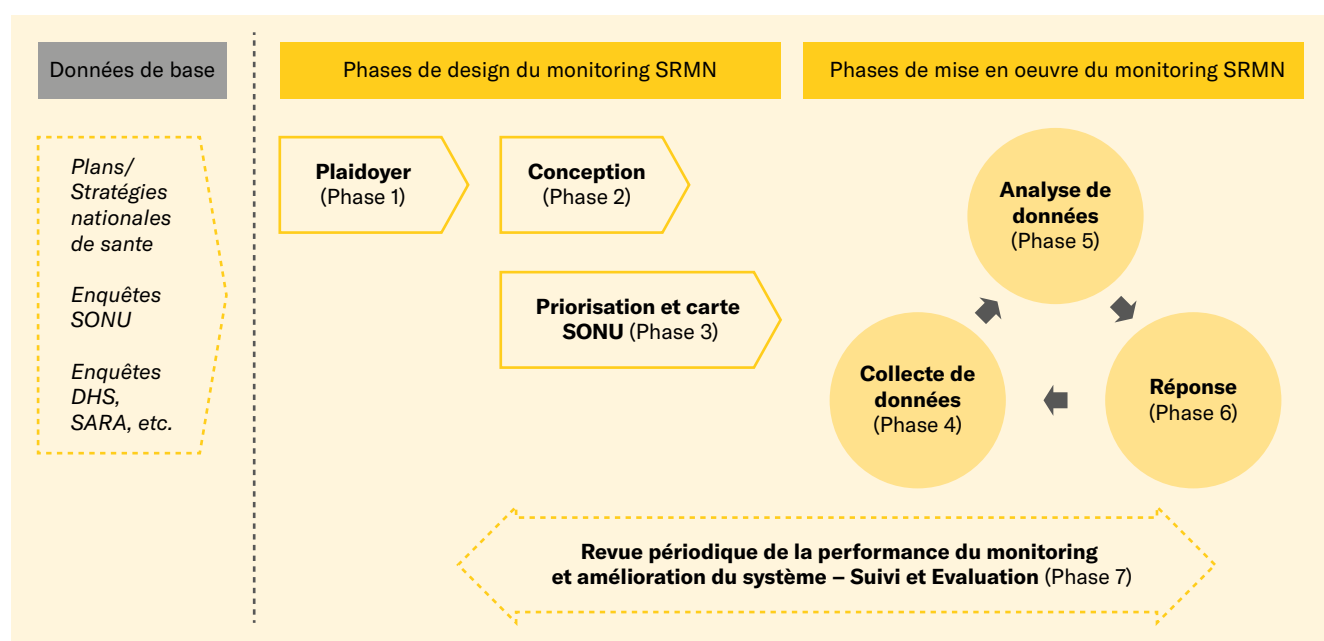 Données de base
Phases de design du monitoring SRMN
Phases de mise en oeuvre du monitoring SRMN
Plans/
Stratégies
nationales
de sante
Enquêtes
SONU
Enquêtes
DHS,
SARA, etc.
Plaidoyer
(Phase 1)
Conception
(Phase 2)
Priorisation et carte
SONU (Phase 3)
Analyse de
données
(Phase 5)
Collecte de
données
(Phase 4)
Réponse
(Phase 6)
Revue périodique de la performance du monitoring
et amélioration du système – Suivi et Evaluation (Phase 7)